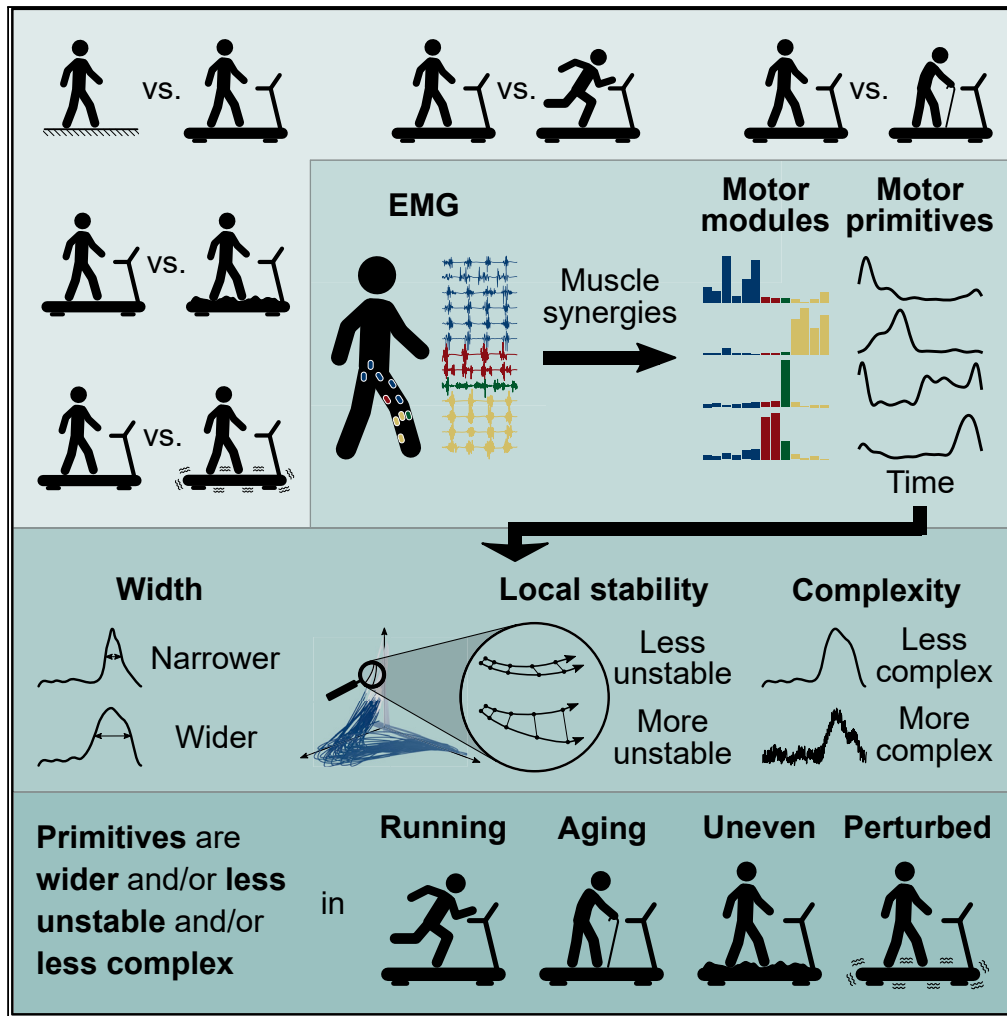 vs.
vs.
vs.
EMG
Motor
modules
Motor
primitives
vs.
Muscle
synergies
vs.
Time
Width
Local stability
Complexity
Narrower
Less
unstable
Less
complex
Wider
More
unstable
More
complex
Primitives are
wider and/or less
unstable and/or
less complex
in
Running
Aging
Uneven
Perturbed